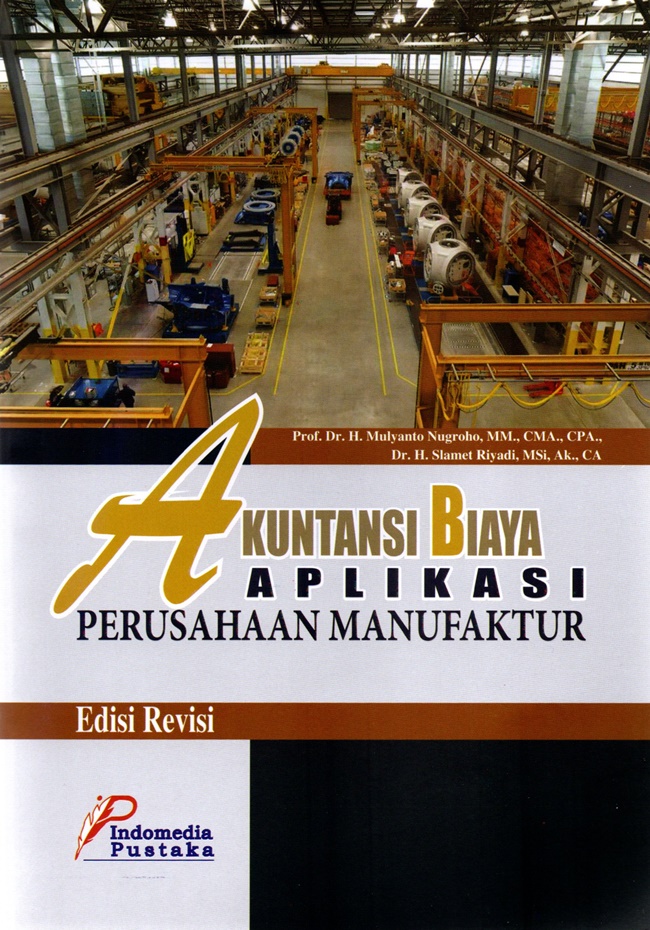 Prof. Dr. H. Mulyanto Nugroho, MM., CMA., CPA.,
Dr. H. Slamet Riyadi, MSi, Ak., CA
AKUNTANSI BIAYA
APLIKASI
PERUSAHAAN MANUFAKTUR
Edisi Revisi
Indomedia
Pustaka